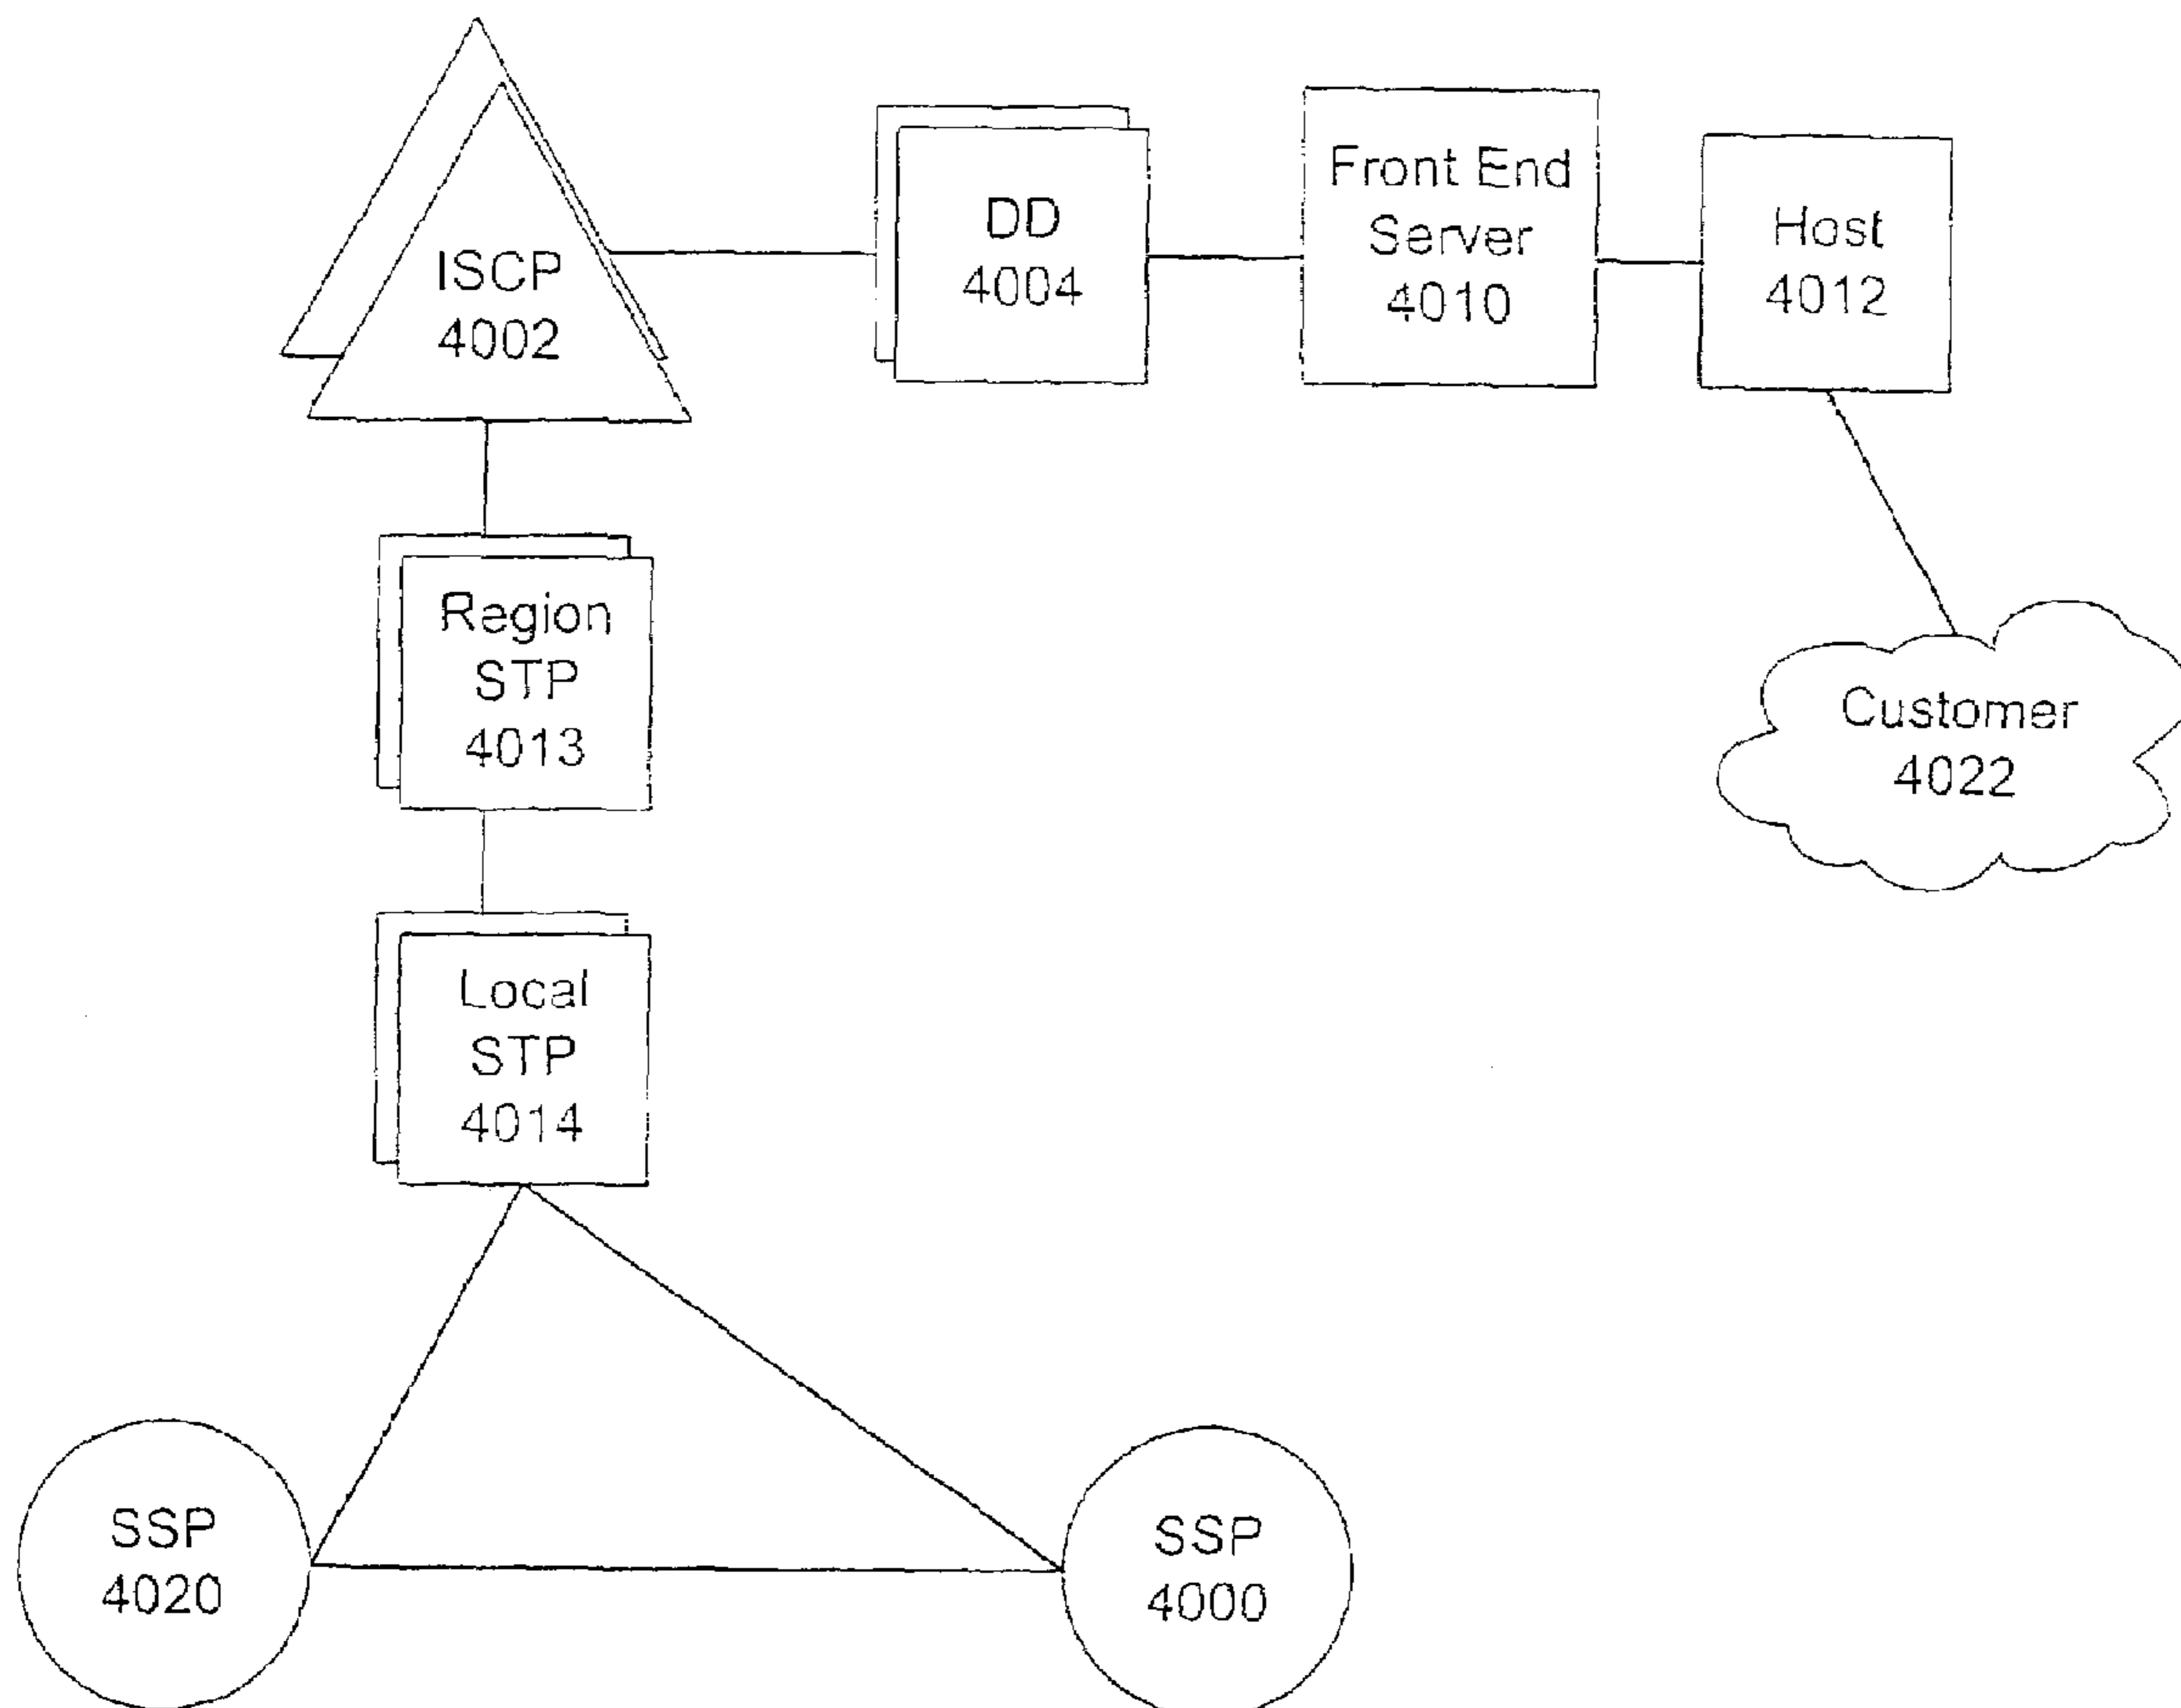 ISCP
4002
DD
4004
Front End
Server
4010
Host
4012
Region
STP
4013
Customer
4022
Local
STP
4014
SSP
4020
SSP
4000